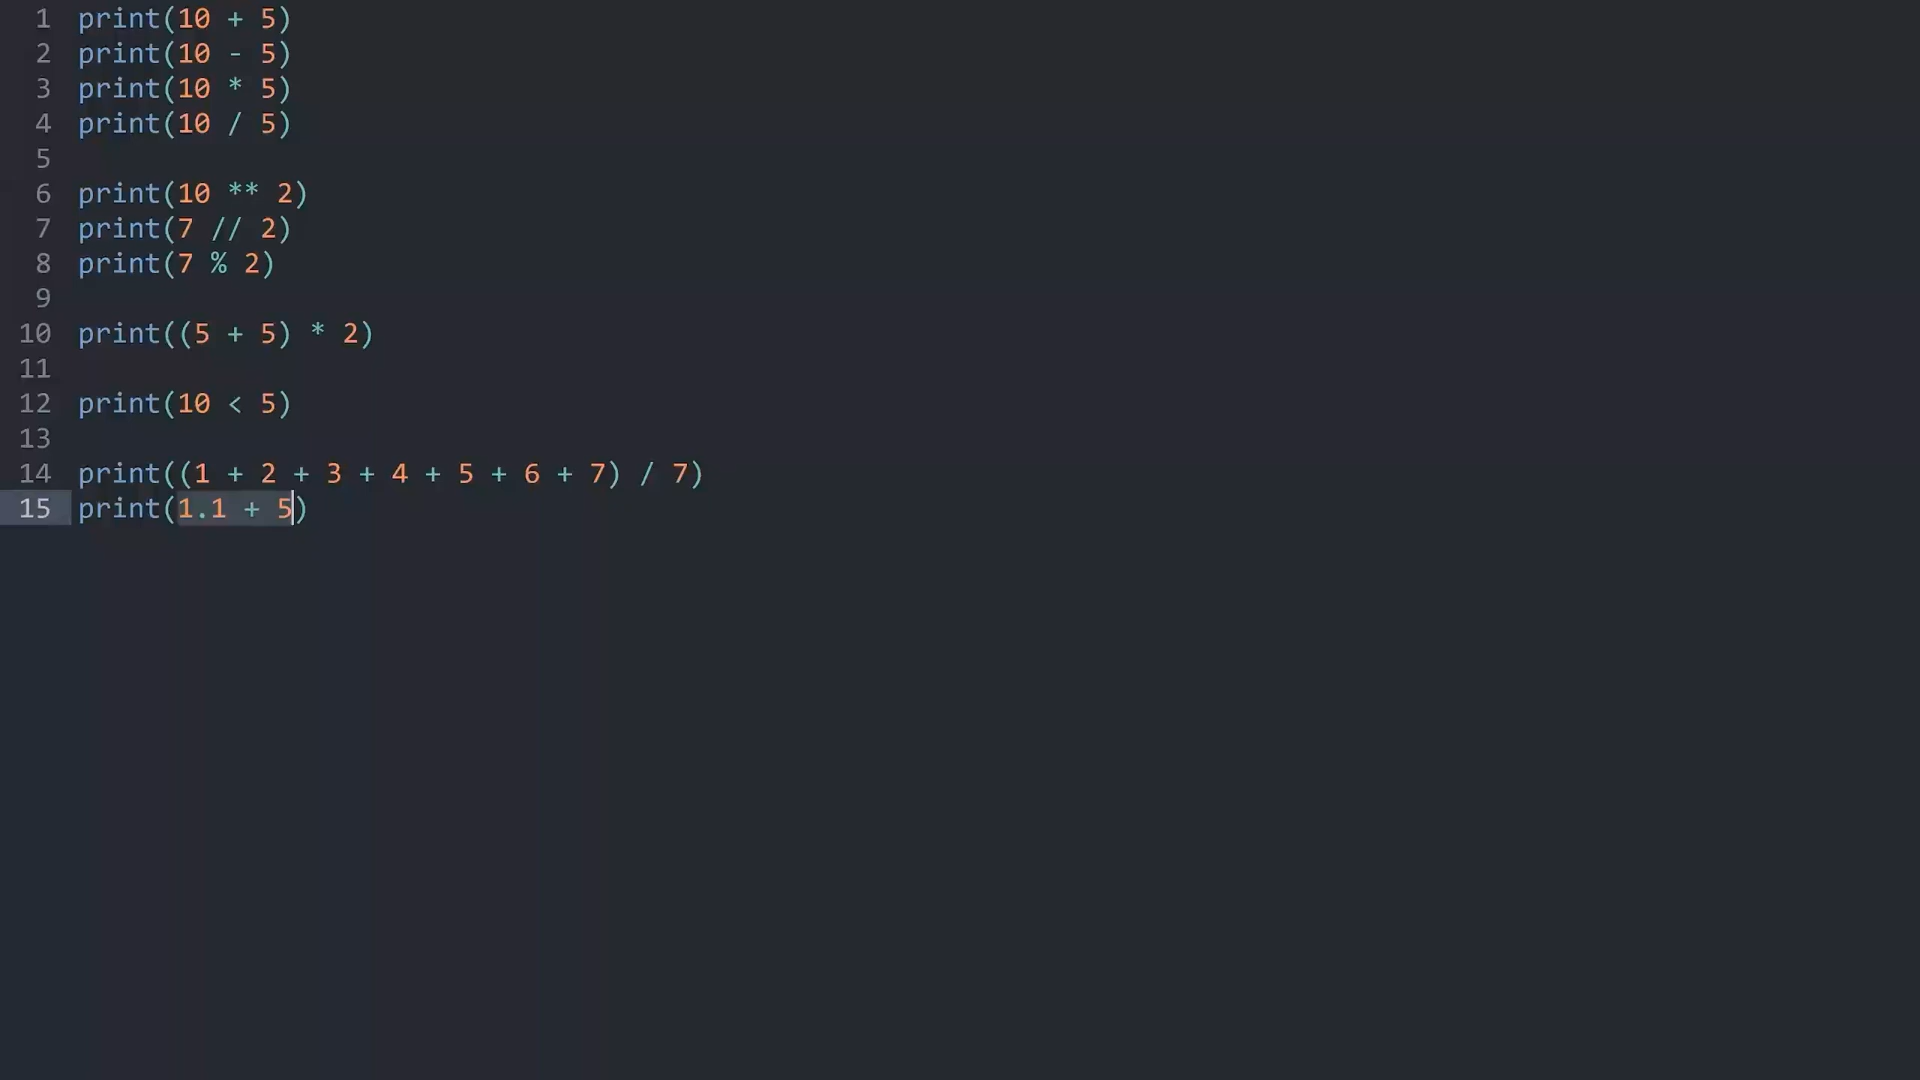 1 print(10 + 5)
2 print(10 - 5)
3 print(10 * 5)
4 print(10 / 5)
5
6 print(10 ** 2)
7 print(7 // 2)
8 print(7 % 2)
9
10 print((5 + 5) * 2)
11
12 print(10 < 5)
13
14 print((1 + 2 + 3 + 4 + 5 + 6 + 7) / 7)
15 print(1.1 + 5)